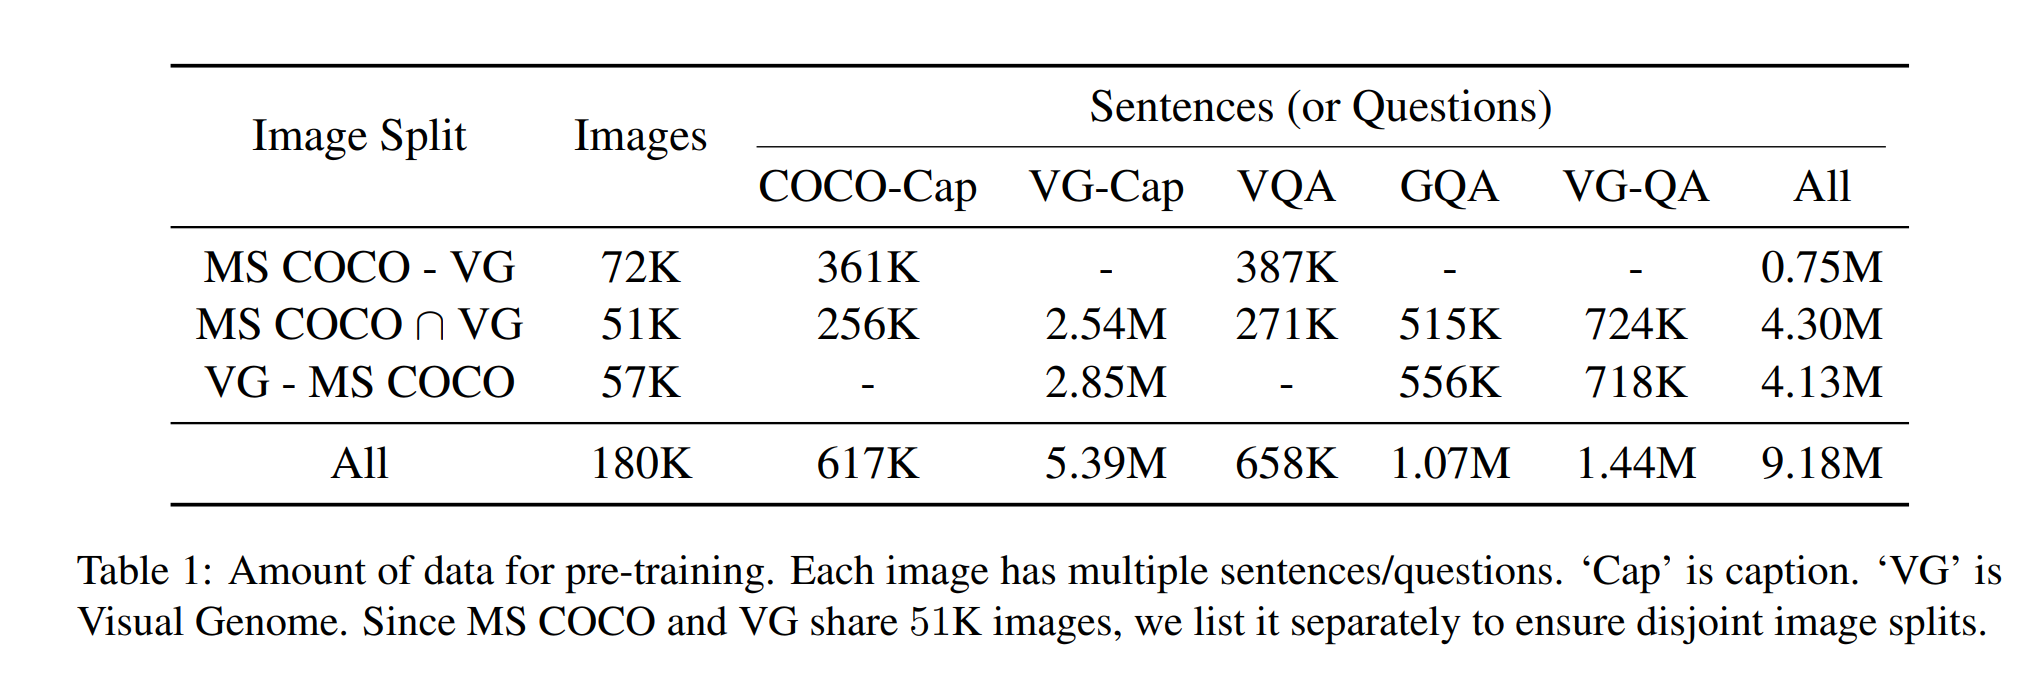 Image Split Images Sentences (or Questions)
COCO-Cap VG-Cap VQA GQA VG-QA All
MS COCO - VG 72K 361K - 387K - - 0.75M
MS COCO ∩ VG 51K 256K 2.54M 271K 515K 724K 4.30M
VG - MS COCO 57K - 2.85M - 556K 718K 4.13M
All 180K 617K 5.39M 658K 1.07M 1.44M 9.18M
Table 1: Amount of data for pre-training. Each image has multiple sentences/questions. ‘Cap’ is caption. ‘VG’ is
Visual Genome. Since MS COCO and VG share 51K images, we list it separately to ensure disjoint image splits.